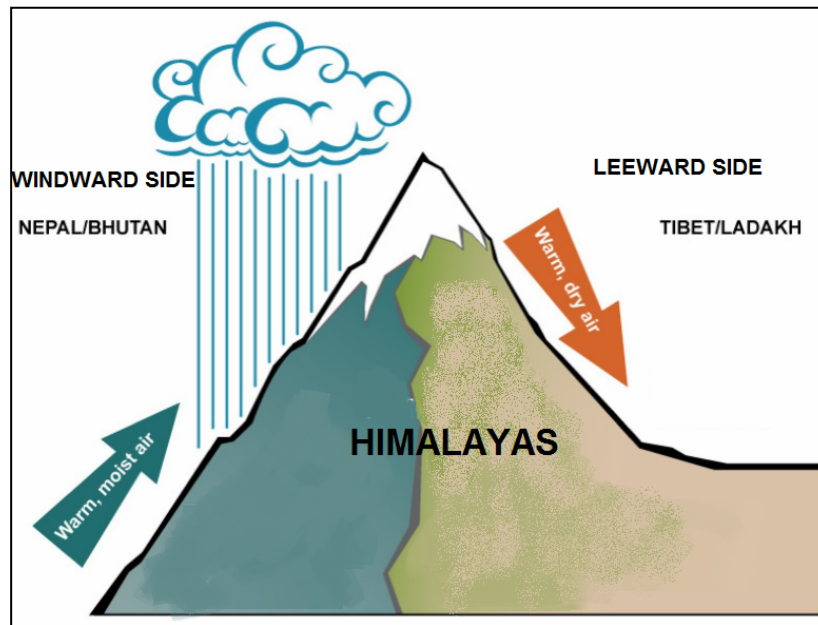 WINDWARD SIDE
NEPAL/BHUTAN
LEEWARD SIDE
TIBET/LADAKH
Warm, moist air
Warm, dry air
HIMALAYAS